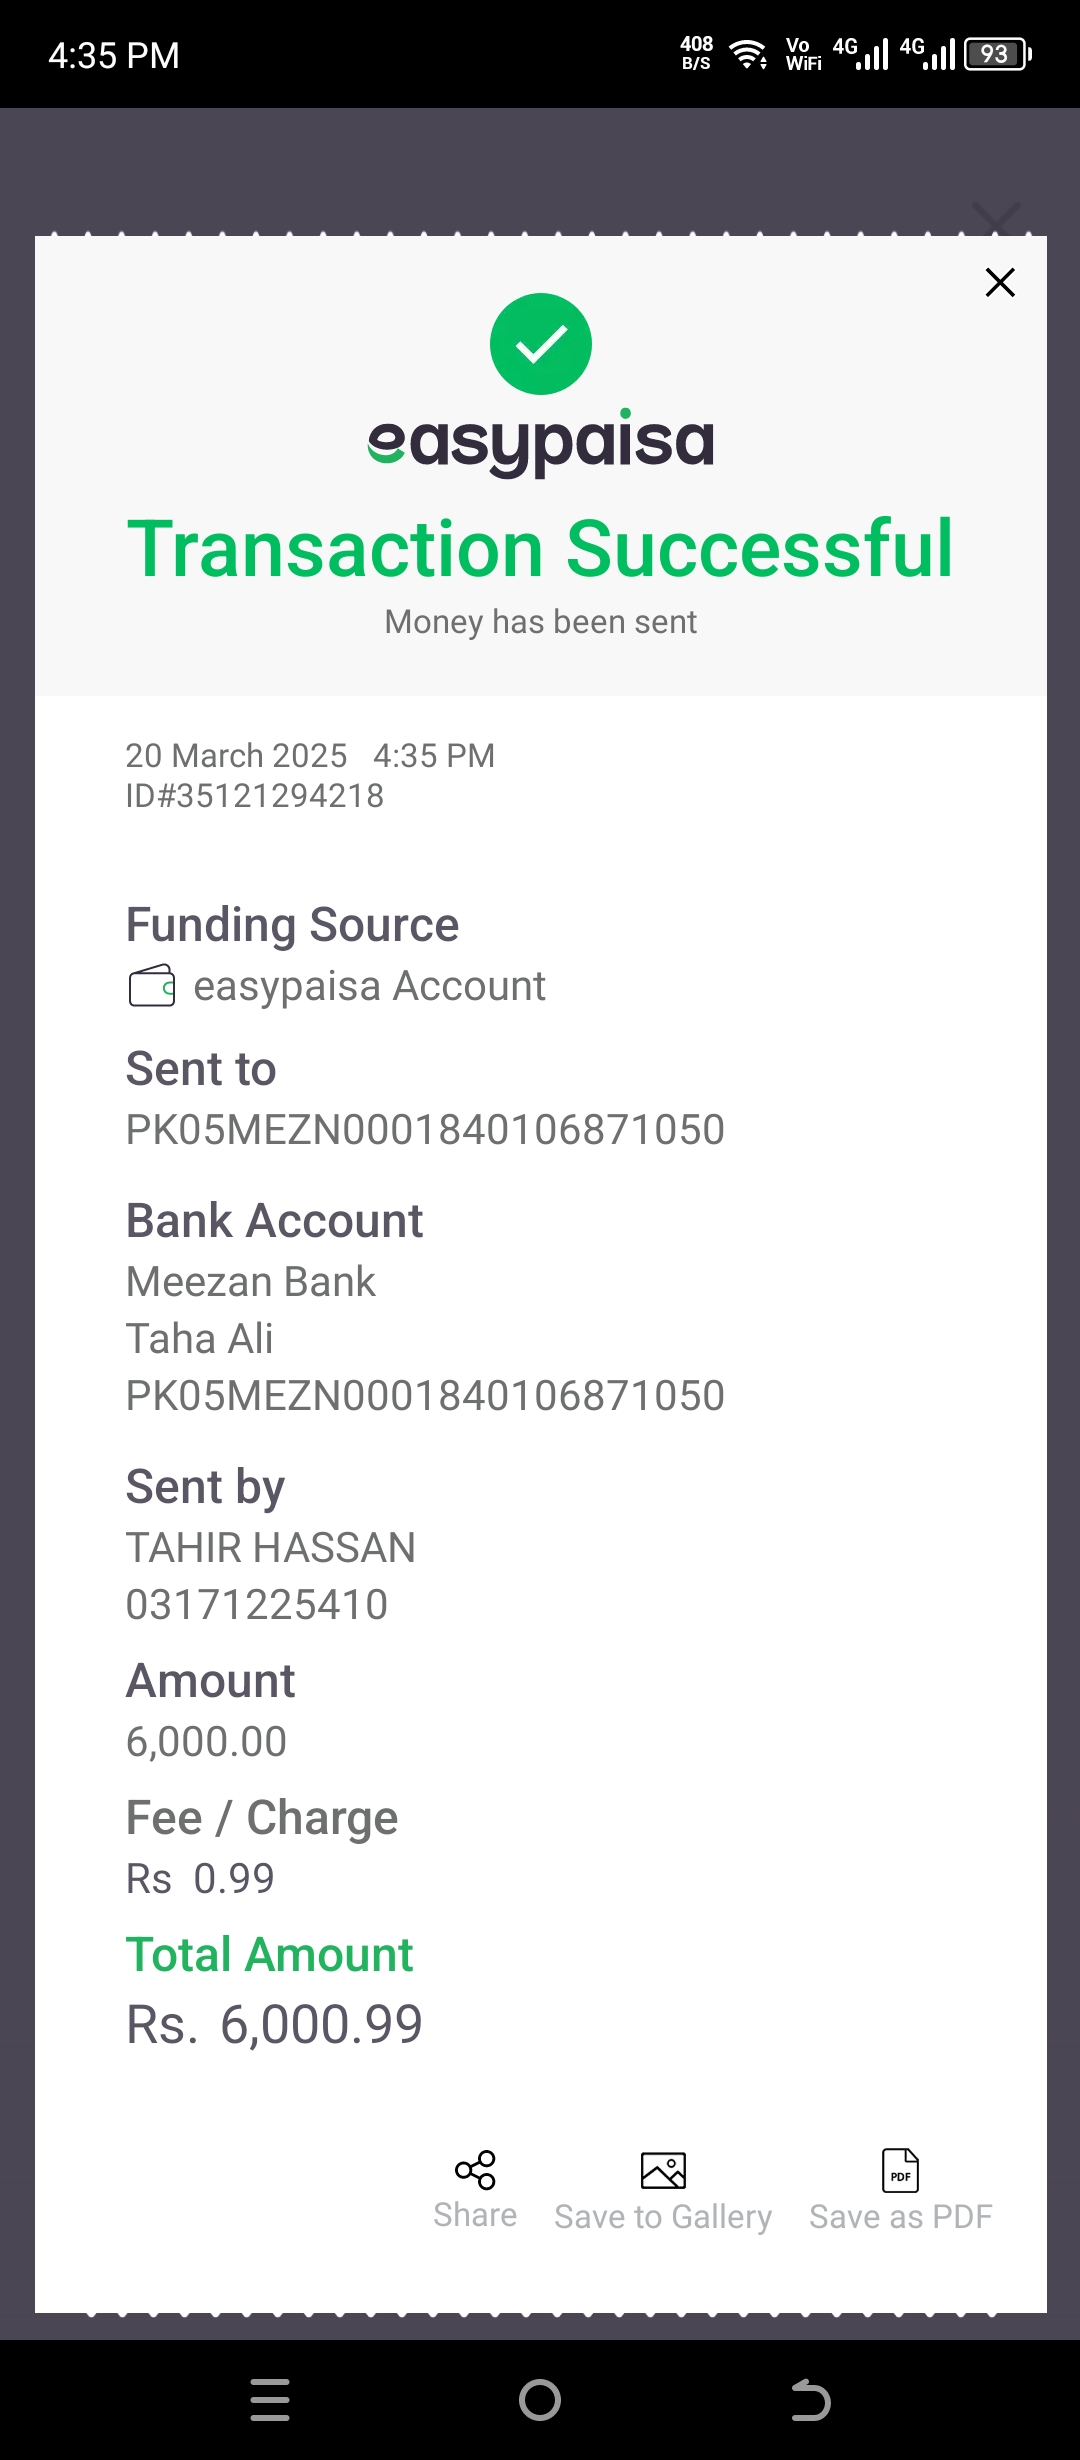 4:35 PM
408 B/S Vo WiFi 4G 4G 93
easypaisa
Transaction Successful
Money has been sent
20 March 2025 4:35 PM
ID#35121294218
Funding Source
easypaisa Account
Sent to
PK05MEZN0001840106871050
Bank Account
Meezan Bank
Taha Ali
PK05MEZN0001840106871050
Sent by
TAHIR HASSAN
03171225410
Amount
6,000.00
Fee / Charge
Rs 0.99
Total Amount
Rs. 6,000.99
PDF
Share Save to Gallery Save as PDF